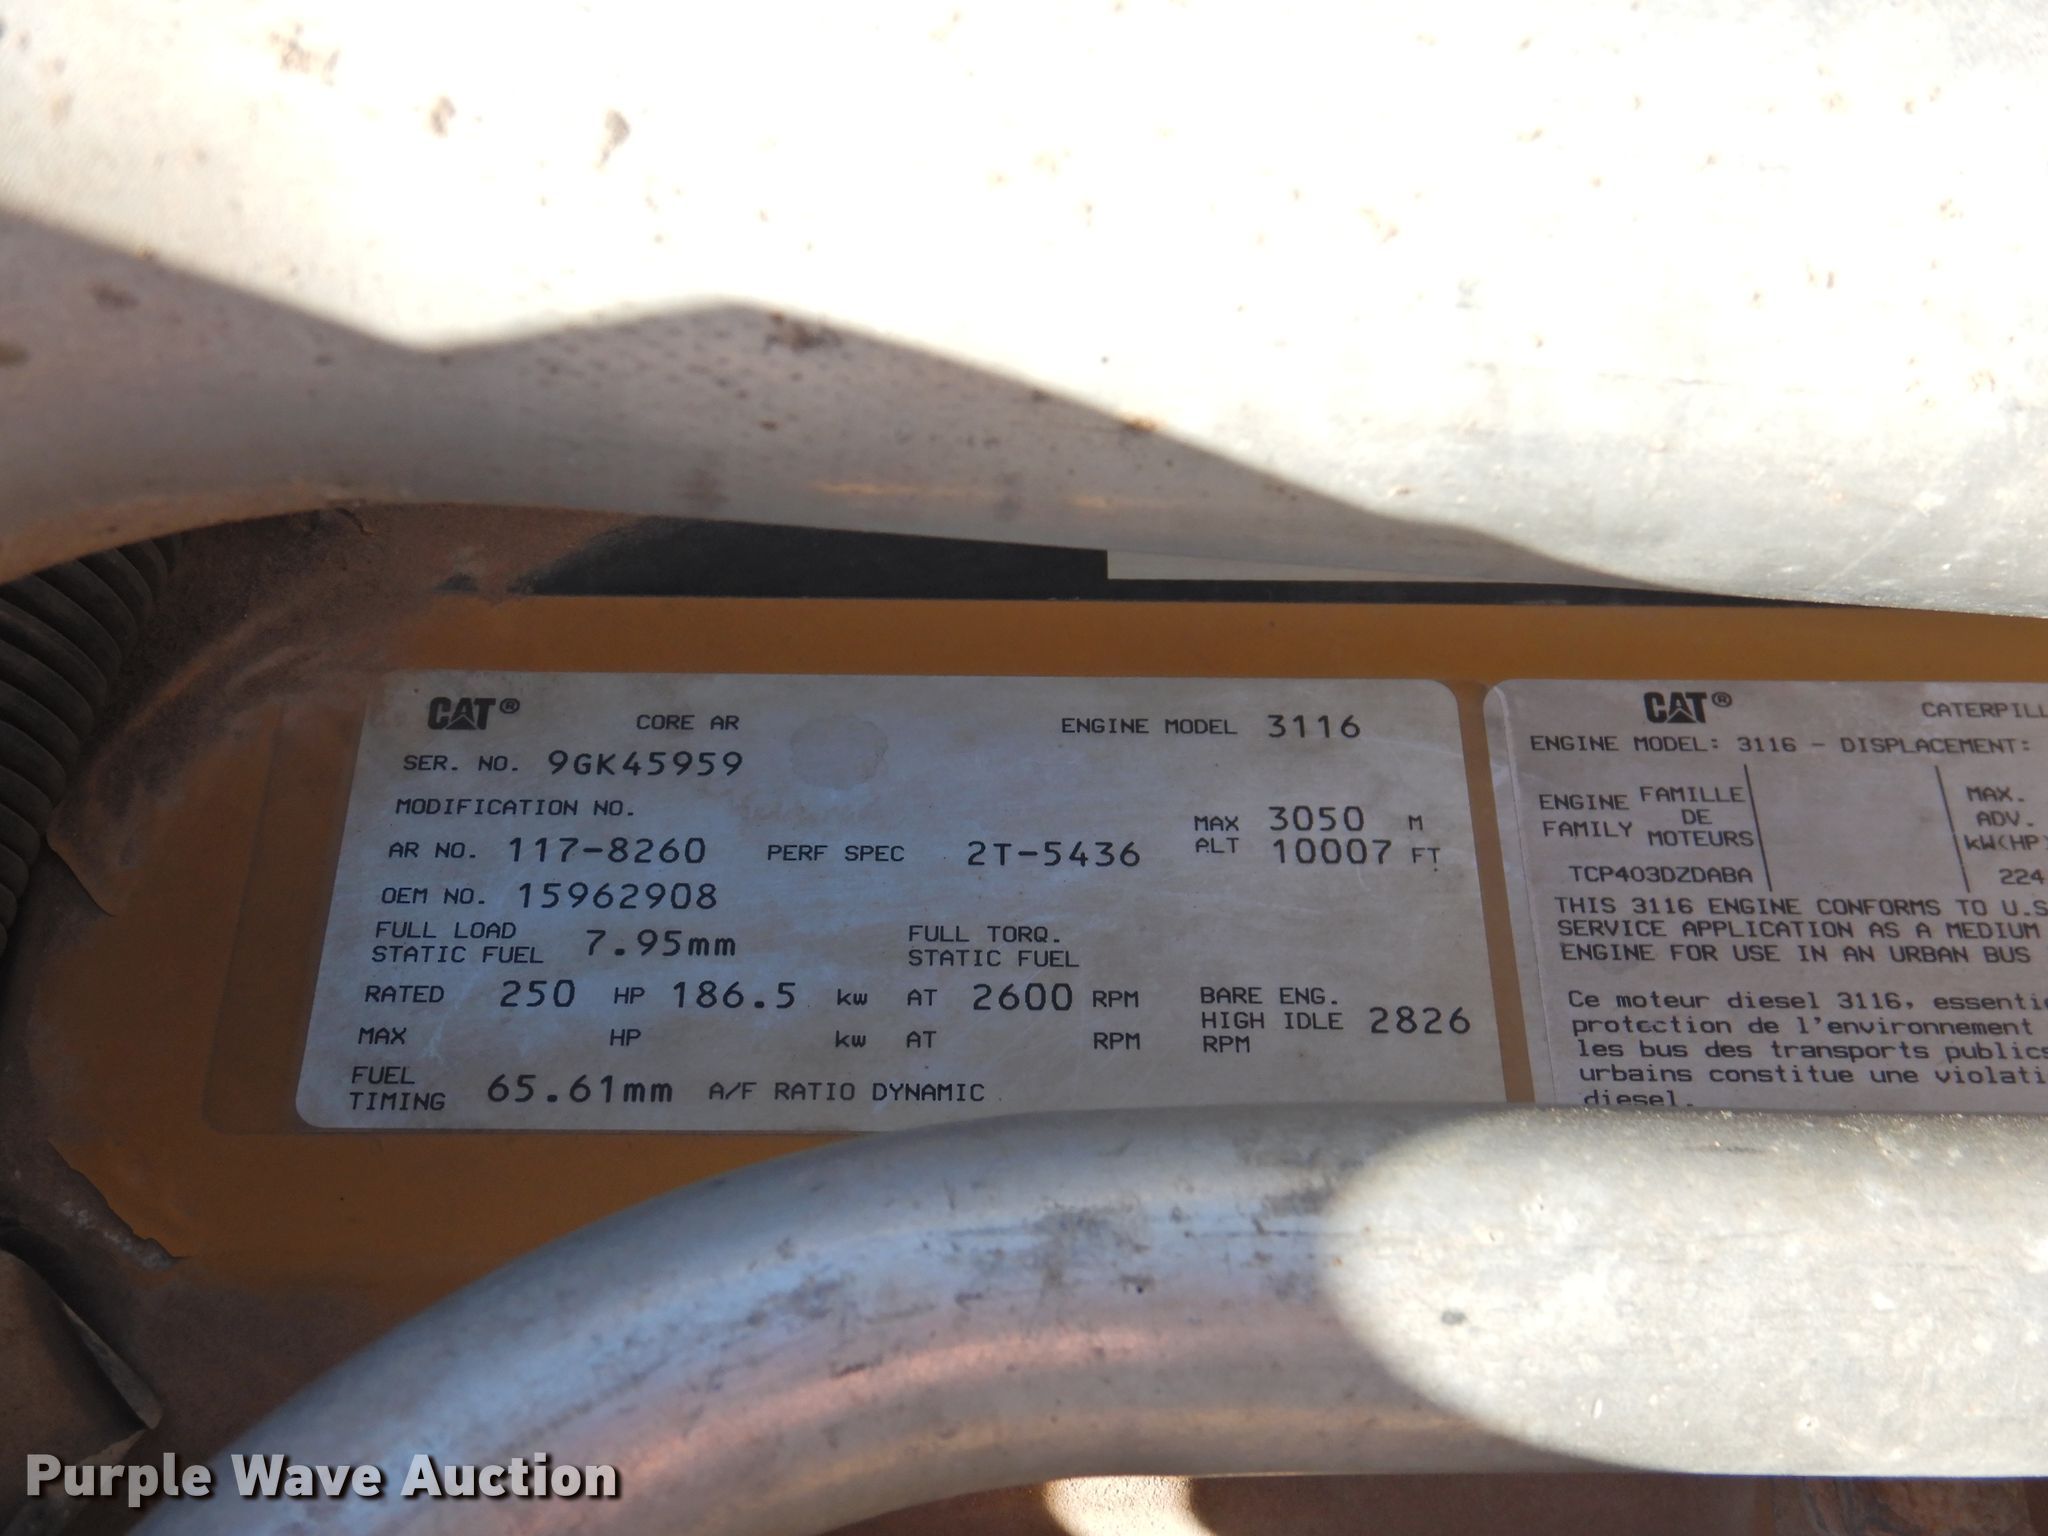 CAT® CORE AR ENGINE MODEL 3116
SER. NO. 9GK45959
MODIFICATION NO.
MAX ALT 3050 M
10007 FT
AR NO. 117-8260 PERF SPEC 2T-5436
OEM NO. 15962908
FULL LOAD STATIC FUEL 7.95mm FULL TORQ. STATIC FUEL
RATED 250 HP 186.5 kw AT 2600 RPM
BARE ENG. HIGH IDLE RPM 2826
MAX HP kw AT RPM
FUEL TIMING 65.61mm A/F RATIO DYNAMIC
CAT®
ENGINE MODEL: 3116 - DISPLACEMENT:
ENGINE FAMILY FAMILLE DE MOTEURS MAX. ADV. kW(HP)
TCP403DZDABA 224
THIS 3116 ENGINE CONFORMS TO U.S
SERVICE APPLICATION AS A MEDIUM
ENGINE FOR USE IN AN URBAN BUS
Ce moteur diesel 3116,
protection de l'environnement
les bus des transports publics
urbains constitue une
diesel.
Purple Wave Auction